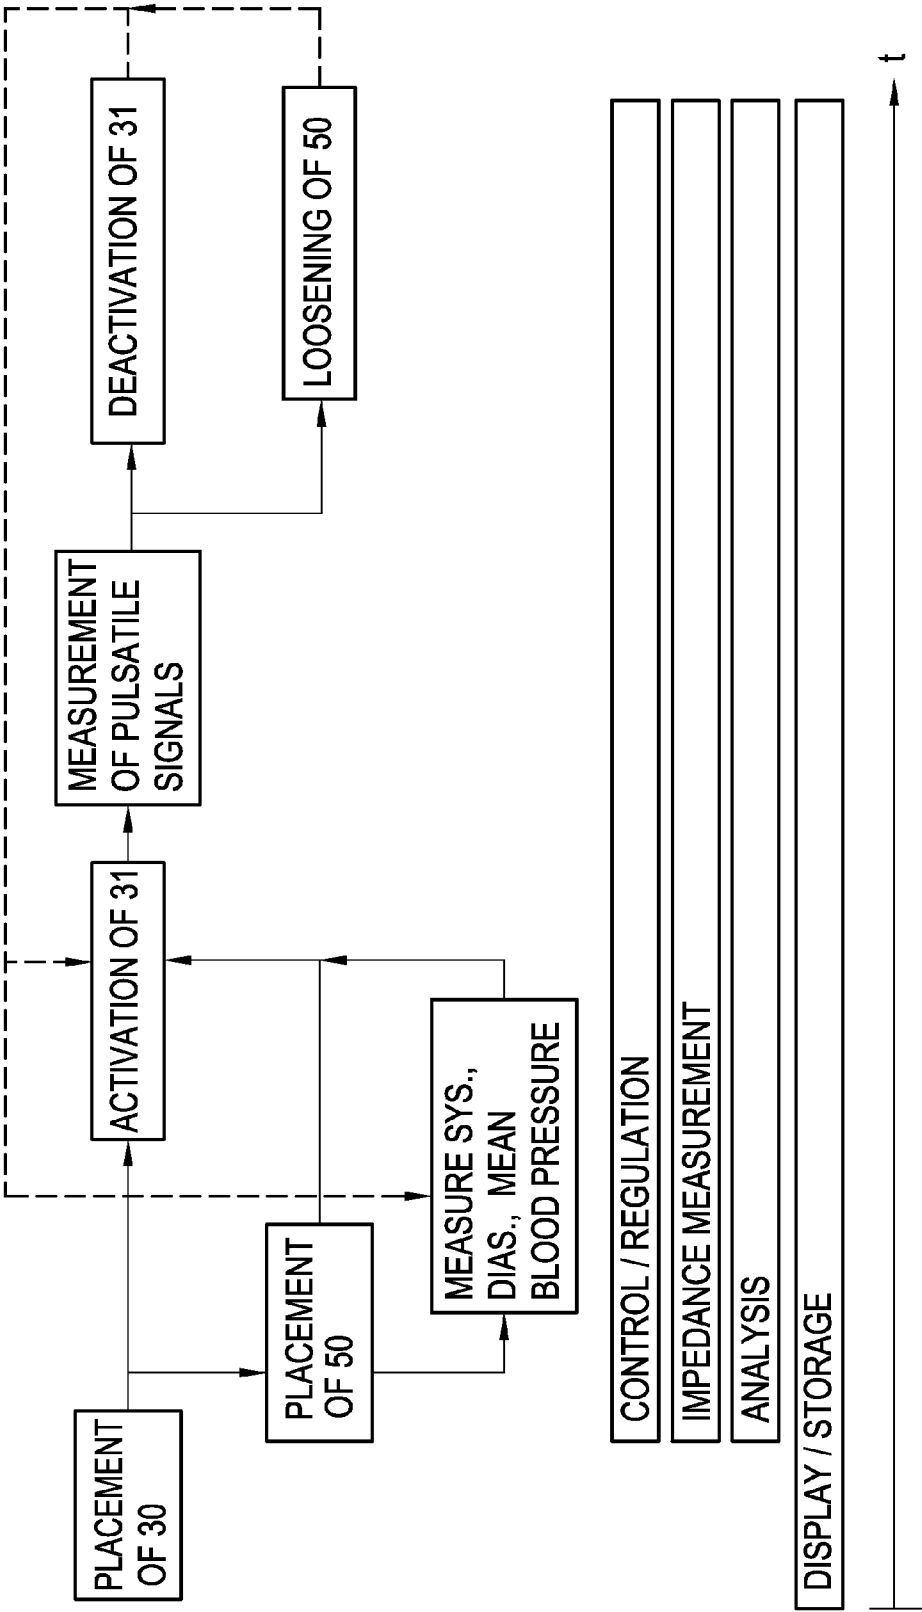 PLACEMENT
OF 30
ACTIVATION OF 31
MEASUREMENT
OF PULSATILE
SIGNALS
DEACTIVATION OF 31
PLACEMENT
OF 50
LOOSENING OF 50
MEASURE SYS.,
DIAS., MEAN
BLOOD PRESSURE
CONTROL / REGULATION
IMPEDANCE MEASUREMENT
ANALYSIS
DISPLAY / STORAGE
t